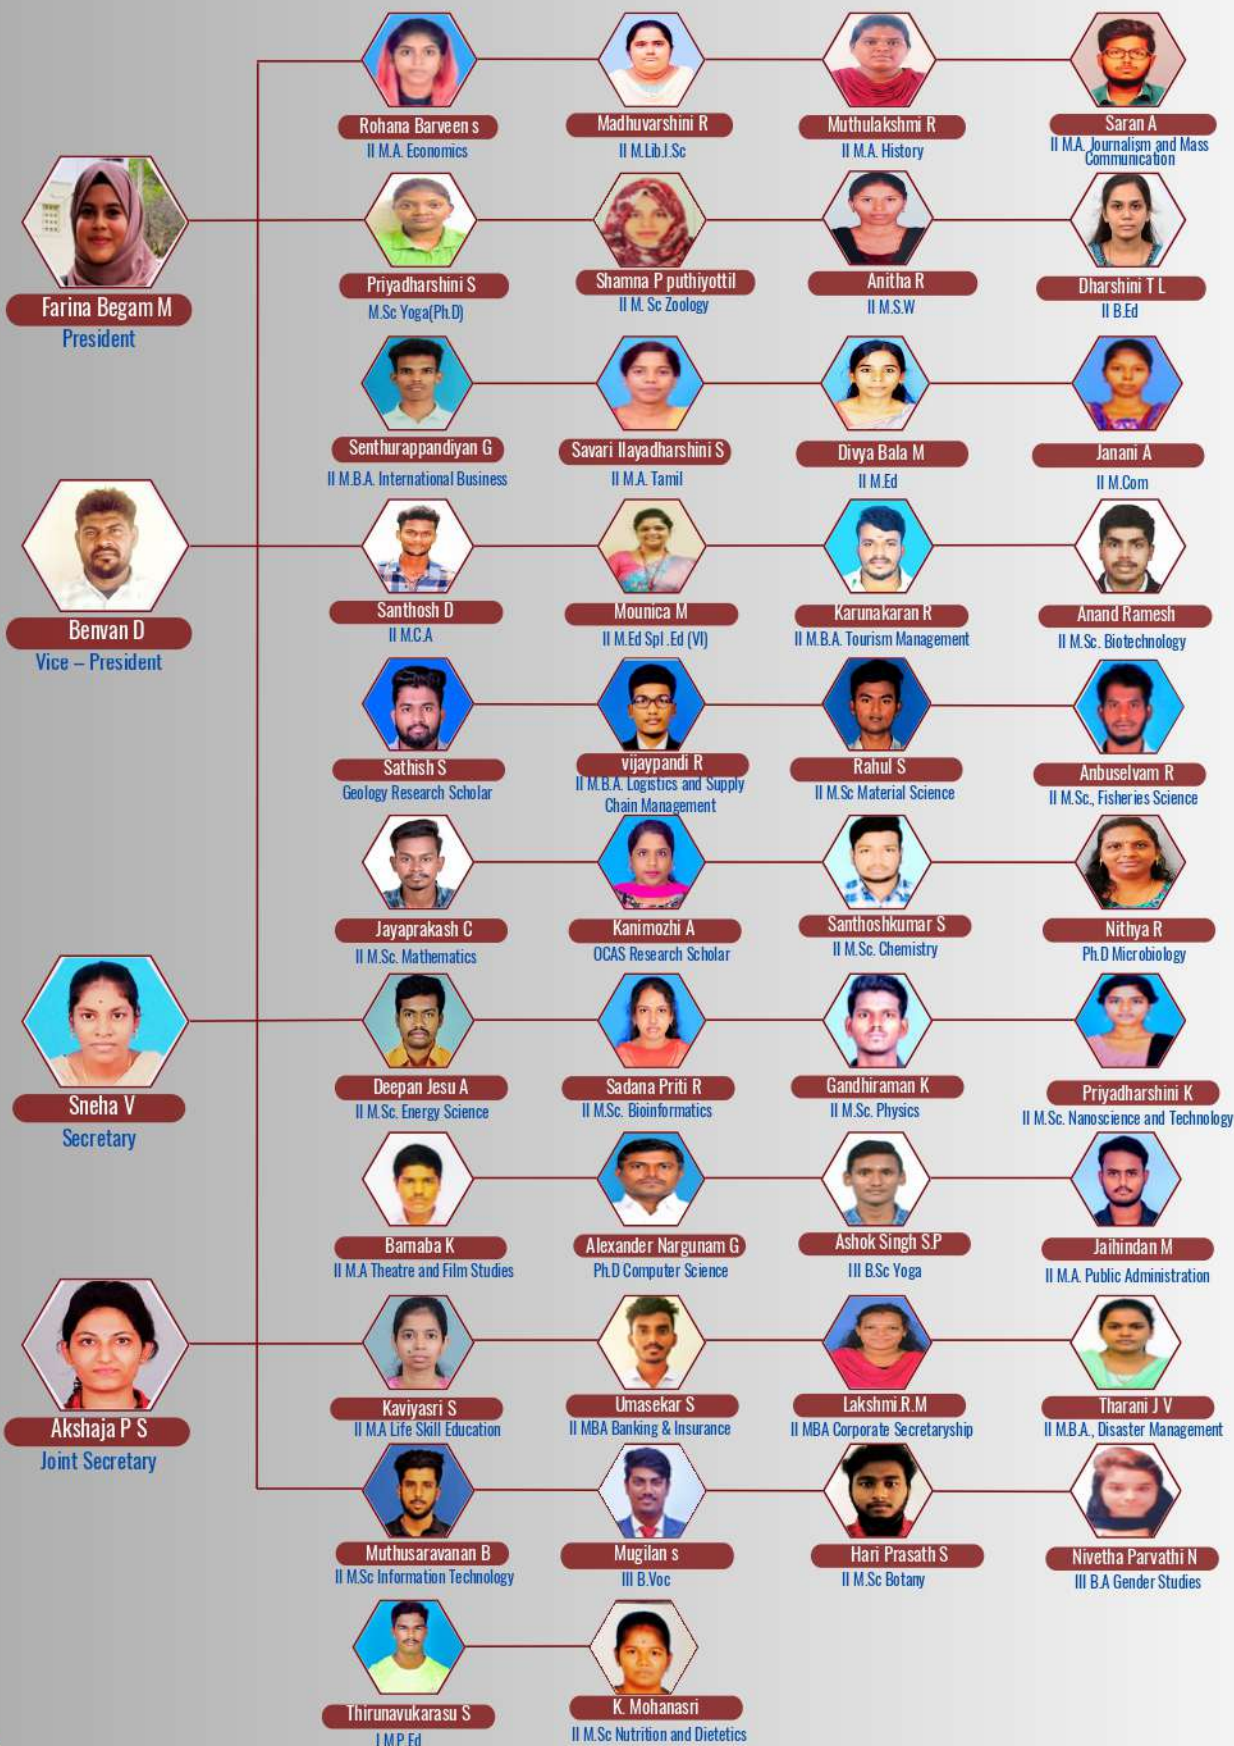 Rohana Barveen s
II M.A. Economics
Madhuvarshini R
II M.Lib.I.Sc
Muthulakshmi R
II M.A. History
Saran A
II M.A. Journalism and Mass
Communication
Farina Begam M
President
Priyadharshini S
M.Sc Yoga(Ph.D)
Shamna P puthiyottil
II M. Sc Zoology
Anitha R
II M.S.W
Dharshini T L
II B.Ed
Senthurappandiyan G
II M.B.A. International Business
Savari Ilayadharshini S
II M.A. Tamil
Divya Bala M
II M.Ed
Janani A
II M.Com
Benvan D
Vice – President
Santhosh D
II M.C.A
Mounica M
II M.Ed Spl .Ed (VI)
Karunakaran R
II M.B.A. Tourism Management
Anand Ramesh
II M.Sc. Biotechnology
Sathish S
Geology Research Scholar
vijaypandi R
II M.B.A. Logistics and Supply
Chain Management
Rahul S
II M.Sc Material Science
Anbuselvam R
II M.Sc., Fisheries Science
Jayaprakash C
II M.Sc. Mathematics
Kanimozhi A
OCAS Research Scholar
Santhoshkumar S
II M.Sc. Chemistry
Nithya R
Ph.D Microbiology
Sneha V
Secretary
Deepan Jesu A
II M.Sc. Energy Science
Sadana Priti R
II M.Sc. Bioinformatics
Gandhiraman K
II M.Sc. Physics
Priyadharshini K
II M.Sc. Nanoscience and Technology
Barnaba K
II M.A Theatre and Film Studies
Alexander Nargunam G
Ph.D Computer Science
Ashok Singh S.P
III B.Sc Yoga
Jaihindan M
II M.A. Public Administration
Akshaja P S
Joint Secretary
Kaviyasri S
II M.A Life Skill Education
Umasekar S
II MBA Banking & Insurance
Lakshmi.R.M
II MBA Corporate Secretaryship
Tharani J V
II M.B.A., Disaster Management
Muthusaravanan B
II M.Sc Information Technology
Mugilan s
III B.Voc
Hari Prasath S
II M.Sc Botany
Nivetha Parvathi N
III B.A Gender Studies
Thirunavukarasu S
I M.P.Ed
K. Mohanasri
II M.Sc Nutrition and Dietetics